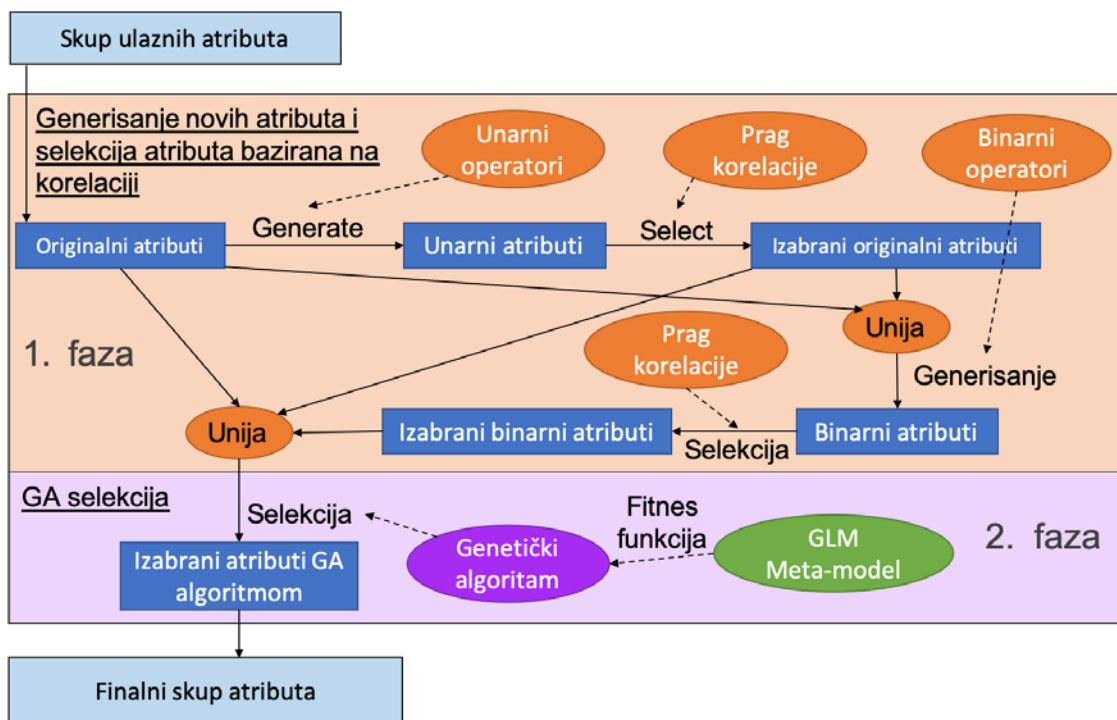 Skup ulaznih atributa
Generisanje novih atributa i
selekcija atributa bazirana na
korelaciji
Unarni
operatori
Prag
korelacije
Binarni
operatori
Originalni atributi
Generate
Unarni atributi
Select
Izabrani originalni atributi
1. faza
Prag
korelacije
Unija
Generisanje
Unija
Izabrani binarni atributi
Selekcija
Binarni atributi
GA selekcija
Selekcija
Genetički
algoritam
Fitnes
funkcija
GLM
Meta-model
2. faza
Izabrani atributi GA
algoritmom
Finalni skup atributa